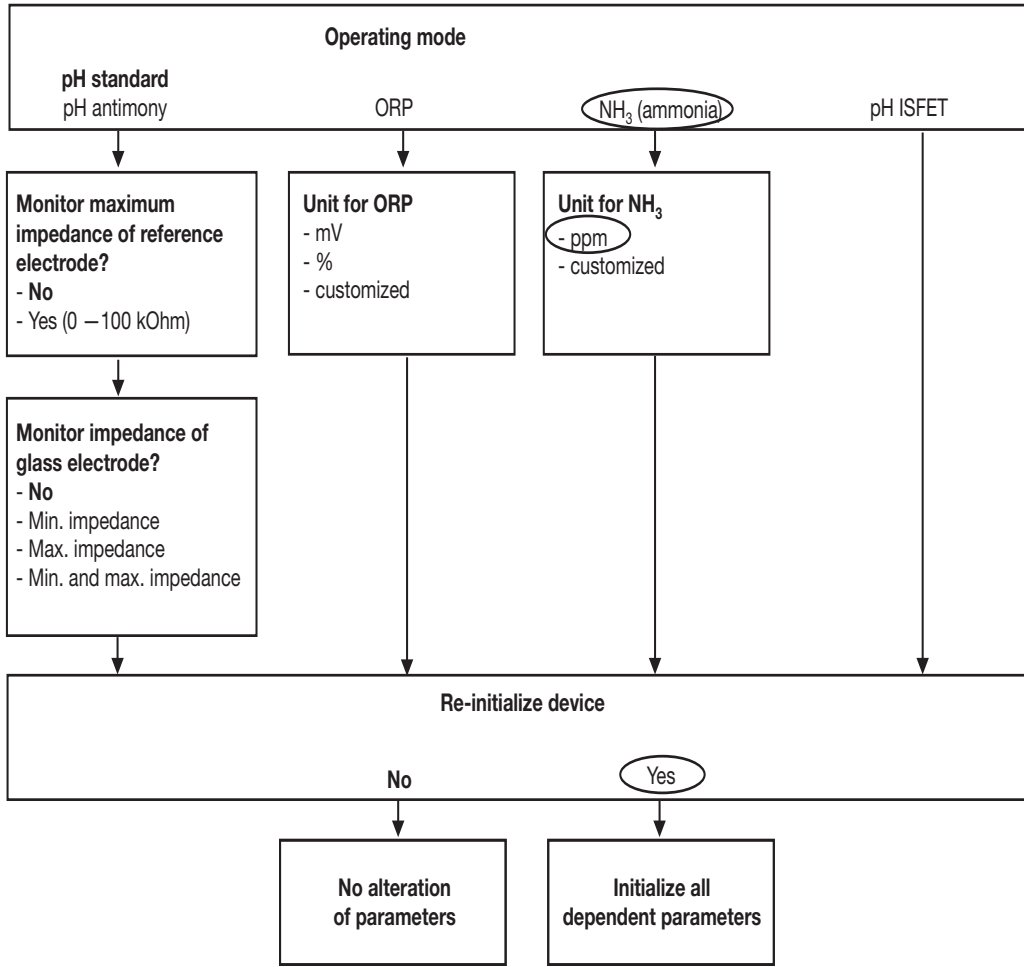 Operating mode
pH standard
pH antimony
ORP
NH₃ (ammonia)
pH ISFET
Monitor maximum
impedance of reference
electrode?
- No
- Yes (0 – 100 kOhm)
Unit for ORP
- mV
- %
- customized
Unit for NH₃
- ppm
- customized
Monitor impedance of
glass electrode?
- No
- Min. impedance
- Max. impedance
- Min. and max. impedance
Re-initialize device
No
Yes
No alteration
of parameters
Initialize all
dependent parameters